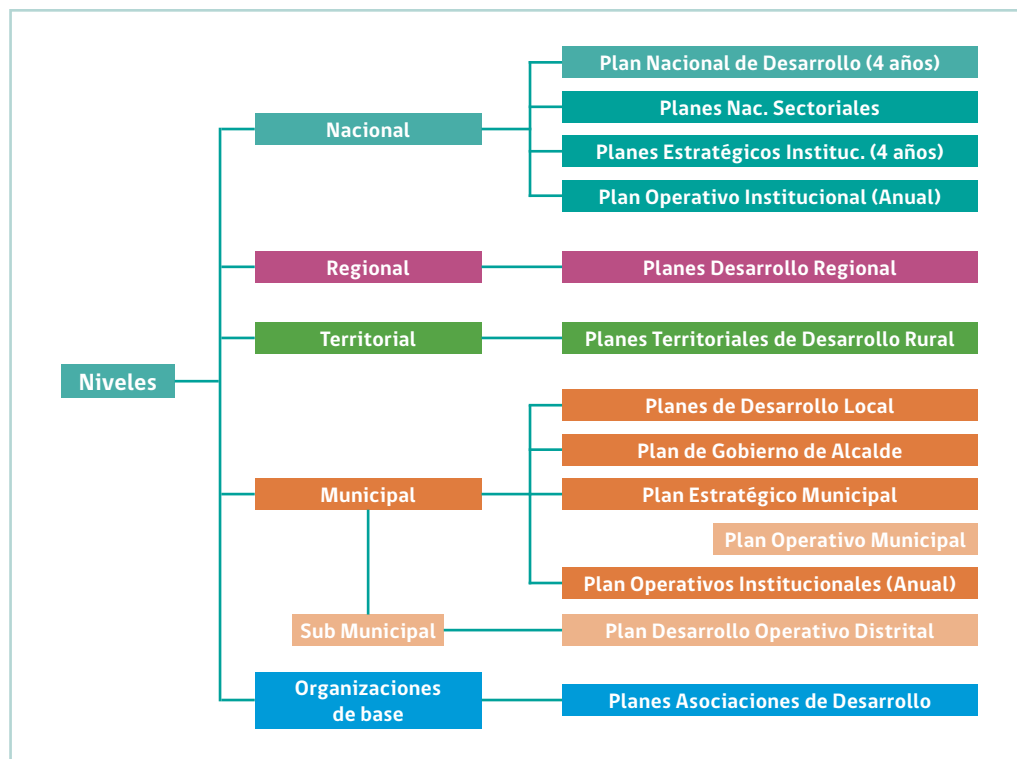 Niveles
Nacional
Plan Nacional de Desarrollo (4 años)
Planes Nac. Sectoriales
Planes Estratégicos Instituc. (4 años)
Plan Operativo Institucional (Anual)
Regional
Planes Desarrollo Regional
Territorial
Planes Territoriales de Desarrollo Rural
Municipal
Planes de Desarrollo Local
Plan de Gobierno de Alcalde
Plan Estratégico Municipal
Plan Operativo Municipal
Plan Operativos Institucionales (Anual)
Sub Municipal
Plan Desarrollo Operativo Distrital
Organizaciones
de base
Planes Asociaciones de Desarrollo